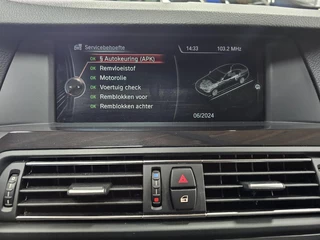 Servicebehoefte 14:33 103.2 MHz
OK § Autokeuring (APK)
OK Remvloeistof
OK Motorolie
OK Voertuig check
OK Remblokken voor
OK Remblokken achter
06/2024